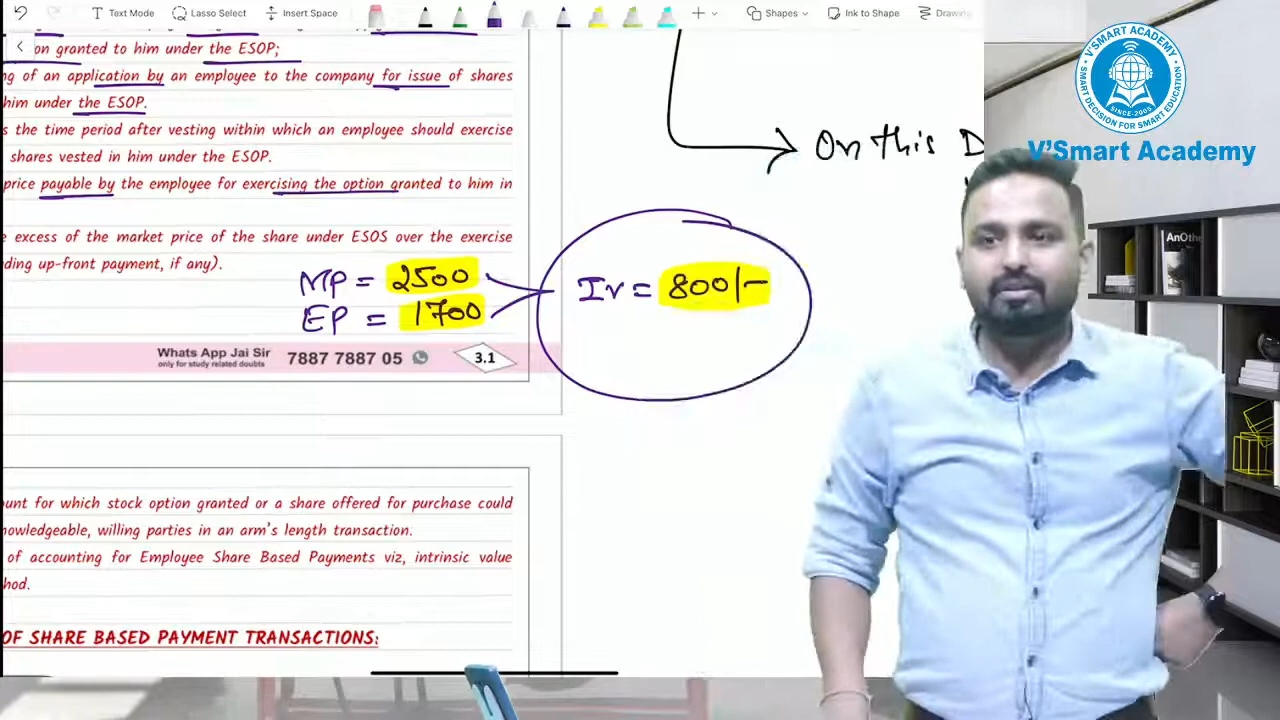 Text Mode Lasso Select Insert Space Shapes Ink to Shape Drawing
on granted to him under the ESOP;
ng of an application by an employee to the company for issue of shares
him under the ESOP.
s the time period after vesting within which an employee should exercise
shares vested in him under the ESOP.
price payable by the employee for exercising the option granted to him in
e excess of the market price of the share under ESOS over the exercise
ding up-front payment, if any).
MP = 2500
EP = 1700
Iv = 800/-
On this D
Whats App Jai Sir
only for study related doubts
7887 7887 05
3.1
unt for which stock option granted or a share offered for purchase could
nowledgeable, willing parties in an arm's length transaction.
of accounting for Employee Share Based Payments viz, intrinsic value
hod.
OF SHARE BASED PAYMENT TRANSACTIONS:
V'SMART ACADEMY
SMART DECISION FOR SMART EDUCATION
SINCE-2005
V'Smart Academy
AnOthe